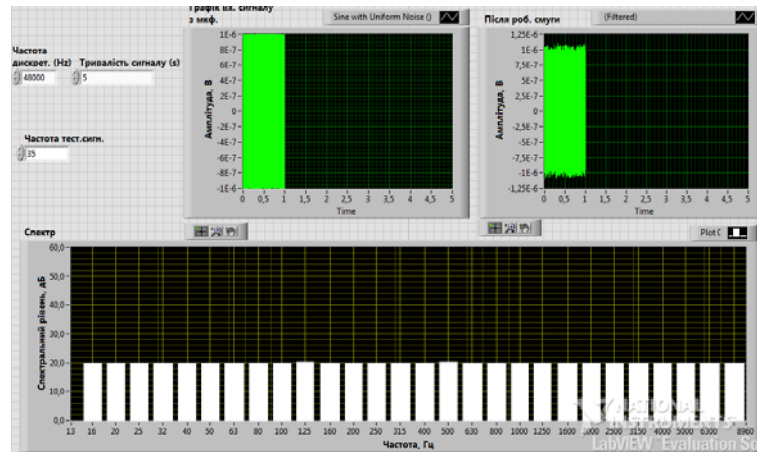 Графік вх. сигналу
з мкф.
Sine with Uniform Noise ()
Після роб. смуги
(Filtered)
Частота
дискрет. (Hz) Тривалість сигналу (s)
48000
5
Частота тест.сигн.
35
Амплітуда, В
1E-6
8E-7
6E-7
4E-7
2E-7
0
-2E-7
-4E-7
-6E-7
-8E-7
-1E-6
0 0,5 1 1,5 2 2,5 3 3,5 4 4,5 5
Time
Амплітуда, В
1,25E-6
1E-6
7,5E-7
5E-7
2,5E-7
0
-2,5E-7
-5E-7
-7,5E-7
-1E-6
-1,25E-6
0 0,5 1 1,5 2 2,5 3 3,5 4 4,5 5
Time
Спектр
Plot 0
Спектральний рівень, дБ
60,0
50,0
40,0
30,0
20,0
10,0
0,0
13 16 20 25 32 40 50 63 80 100 125 160 200 250 315 400 500 630 800 1000 1250 1600 2000 2500 3150 4000 5000 6300 8960
Частота, Гц
NATIONAL
INSTRUMENTS
LabVIEW Evaluation So